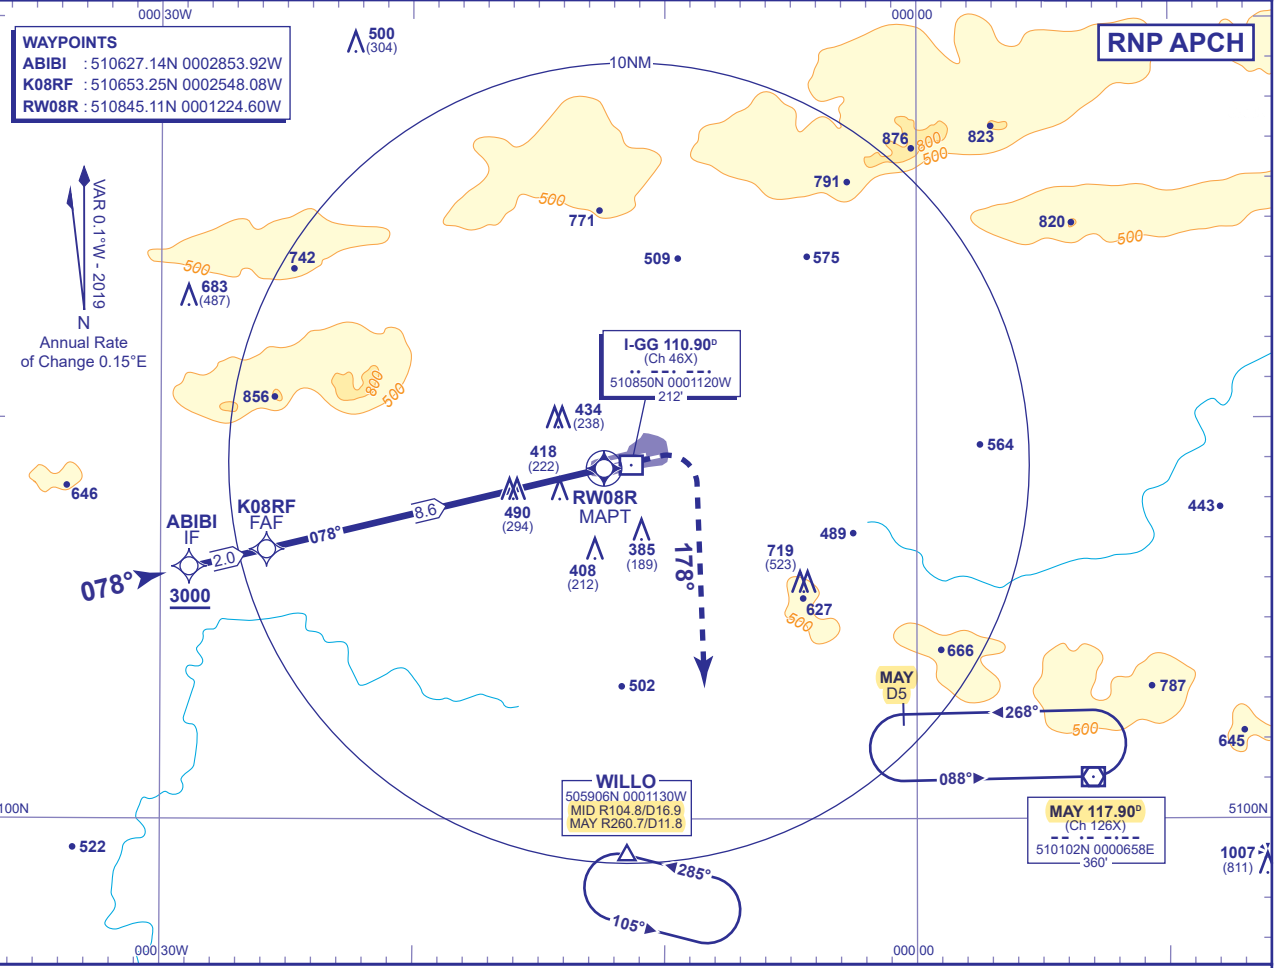 000 30W
000 00
WAYPOINTS
ABIBI : 510627.14N 0002853.92W
K08RF : 510653.25N 0002548.08W
RW08R : 510845.11N 0001224.60W
500
(304)
RNP APCH
10NM
876
800
500
823
791
500
771
820
500
VAR 0.1°W - 2019
N
Annual Rate
of Change 0.15°E
742
500
683
(487)
509
575
I-GG 110.90ᴰ
(Ch 46X)
510850N 0001120W
212'
856
800
500
434
(238)
418
(222)
564
646
490
(294)
RW08R
MAPT
443
K08RF
FAF
ABIBI
IF
8.6
078°
2.0
078°
3000
385
(189)
408
(212)
178°
489
719
(523)
627
500
666
502
MAY
D5
787
500
645
268°
088°
WILLO
505906N 0001130W
MID R104.8/D16.9
MAY R260.7/D11.8
MAY 117.90ᴰ
(Ch 126X)
510102N 0000658E
360'
100N
5100N
522
1007
(811)
285°
105°
000 30W
000 00